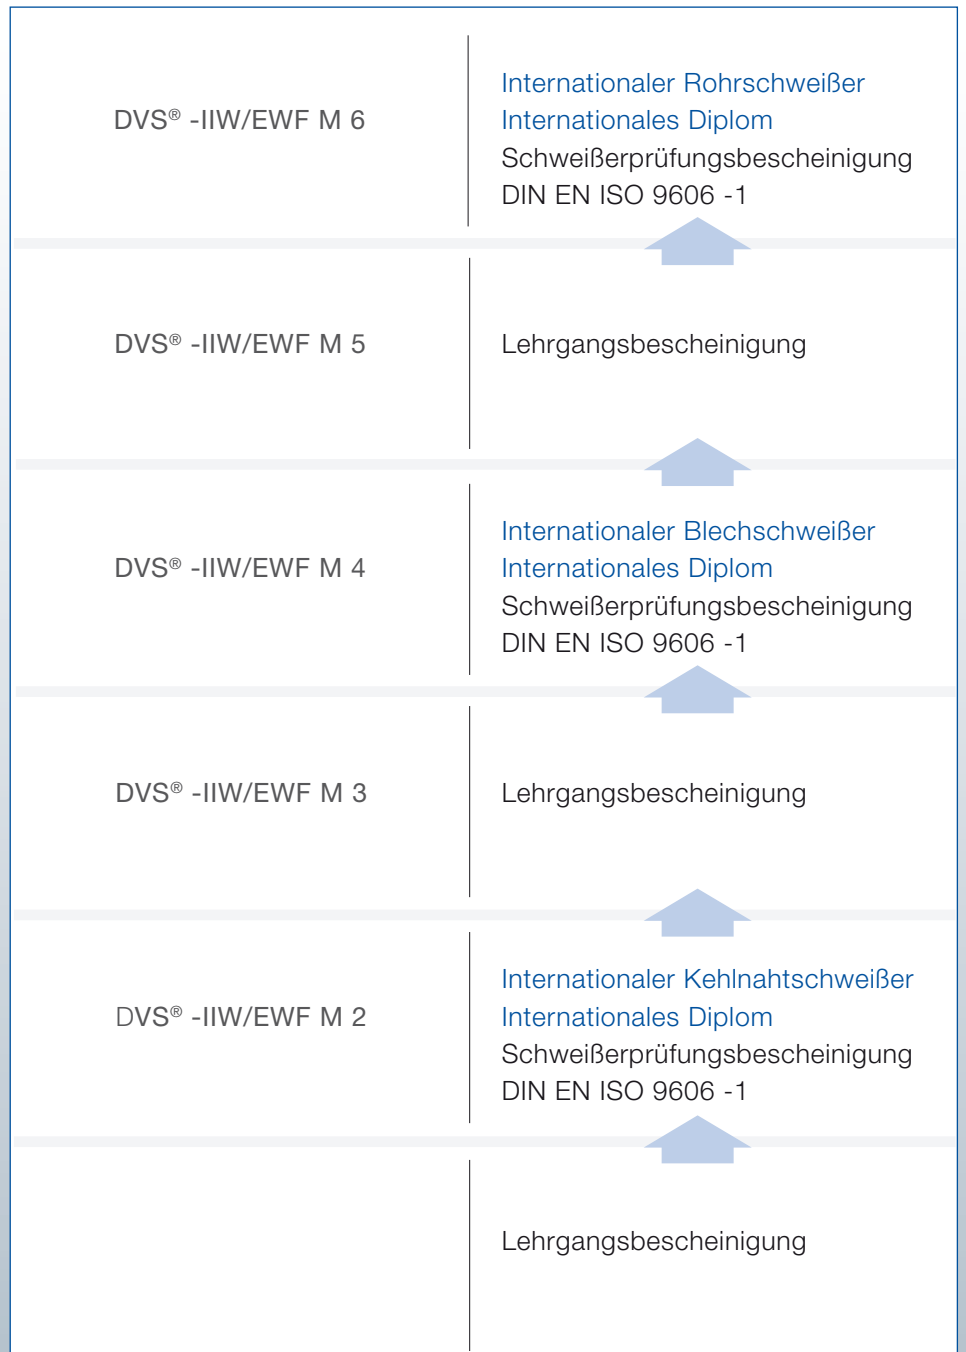 DVS® -IIW/EWF M 6
Internationaler Rohrschweißer
Internationales Diplom
Schweißerprüfungsbescheinigung
DIN EN ISO 9606 -1
DVS® -IIW/EWF M 5
Lehrgangsbescheinigung
DVS® -IIW/EWF M 4
Internationaler Blechschweißer
Internationales Diplom
Schweißerprüfungsbescheinigung
DIN EN ISO 9606 -1
DVS® -IIW/EWF M 3
Lehrgangsbescheinigung
DVS® -IIW/EWF M 2
Internationaler Kehlnahtschweißer
Internationales Diplom
Schweißerprüfungsbescheinigung
DIN EN ISO 9606 -1
Lehrgangsbescheinigung